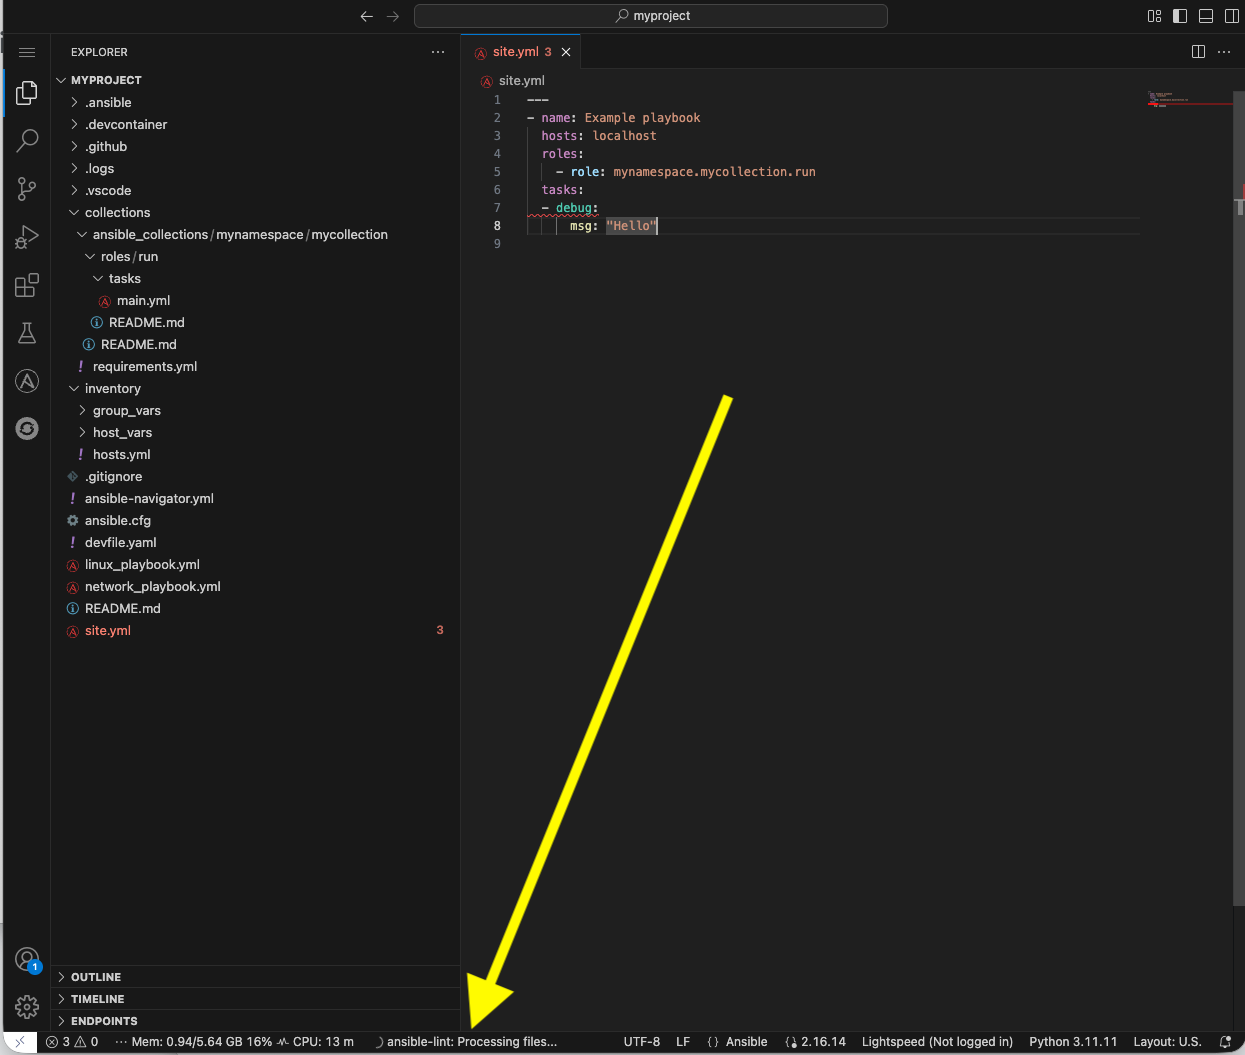 myproject
EXPLORER
MYPROJECT
.ansible
.devcontainer
.github
.logs
.vscode
collections
ansible_collections/mynamespace/mycollection
roles/run
tasks
main.yml
README.md
README.md
! requirements.yml
inventory
group_vars
host_vars
! hosts.yml
.gitignore
! ansible-navigator.yml
ansible.cfg
! devfile.yaml
linux_playbook.yml
network_playbook.yml
README.md
site.yml 3
OUTLINE
TIMELINE
ENDPOINTS
1
site.yml 3
site.yml
1 ---
2 - name: Example playbook
3 hosts: localhost
4 roles:
5 - role: mynamespace.mycollection.run
6 tasks:
7 - debug:
8 msg: "Hello"
9
3 0 ··· Mem: 0.94/5.64 GB 16% CPU: 13 m ansible-lint: Processing files... UTF-8 LF {} Ansible 2.16.14 Lightspeed (Not logged in) Python 3.11.11 Layout: U.S.